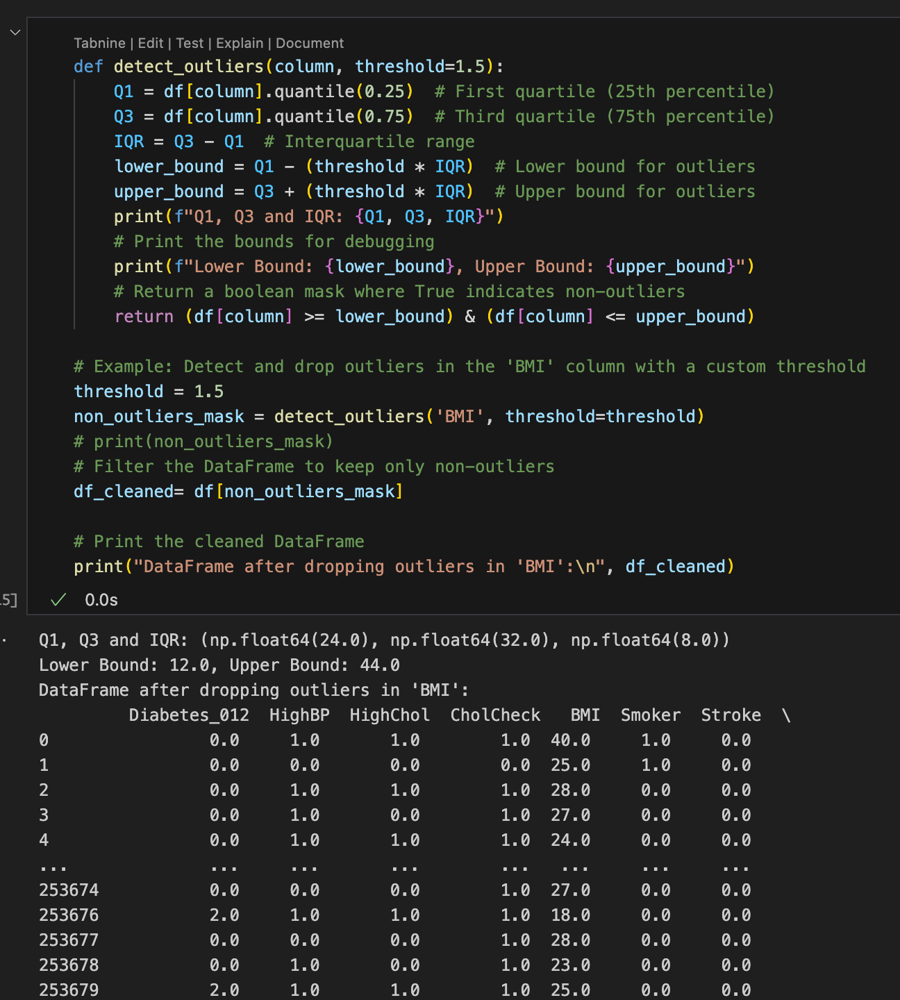 Tabnine | Edit | Test | Explain | Document
def detect_outliers(column, threshold=1.5):
    Q1 = df[column].quantile(0.25)  # First quartile (25th percentile)
    Q3 = df[column].quantile(0.75)  # Third quartile (75th percentile)
    IQR = Q3 - Q1  # Interquartile range
    lower_bound = Q1 - (threshold * IQR)  # Lower bound for outliers
    upper_bound = Q3 + (threshold * IQR)  # Upper bound for outliers
    print(f"Q1, Q3 and IQR: {Q1, Q3, IQR}")
    # Print the bounds for debugging
    print(f"Lower Bound: {lower_bound}, Upper Bound: {upper_bound}")
    # Return a boolean mask where True indicates non-outliers
    return (df[column] >= lower_bound) & (df[column] <= upper_bound)

# Example: Detect and drop outliers in the 'BMI' column with a custom threshold
threshold = 1.5
non_outliers_mask = detect_outliers('BMI', threshold=threshold)
# print(non_outliers_mask)
# Filter the DataFrame to keep only non-outliers
df_cleaned= df[non_outliers_mask]

# Print the cleaned DataFrame
print("DataFrame after dropping outliers in 'BMI':\n", df_cleaned)
5] 0.0s
Q1, Q3 and IQR: (np.float64(24.0), np.float64(32.0), np.float64(8.0))
Lower Bound: 12.0, Upper Bound: 44.0
DataFrame after dropping outliers in 'BMI':
         Diabetes_012  HighBP  HighChol  CholCheck   BMI  Smoker  Stroke  \
0                 0.0     1.0       1.0        1.0  40.0     1.0     0.0
1                 0.0     0.0       0.0        0.0  25.0     1.0     0.0
2                 0.0     1.0       1.0        1.0  28.0     0.0     0.0
3                 0.0     1.0       0.0        1.0  27.0     0.0     0.0
4                 0.0     1.0       1.0        1.0  24.0     0.0     0.0
...               ...     ...       ...        ...   ...     ...     ...
253674            0.0     0.0       0.0        1.0  27.0     0.0     0.0
253676            2.0     1.0       1.0        1.0  18.0     0.0     0.0
253677            0.0     0.0       0.0        1.0  28.0     0.0     0.0
253678            0.0     1.0       0.0        1.0  23.0     0.0     0.0
253679            2.0     1.0       1.0        1.0  25.0     0.0     0.0